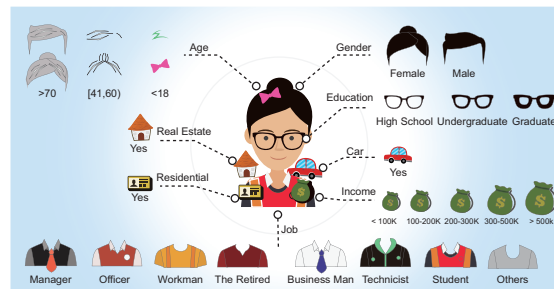 Age
Gender
>70
[41,60)
<18
Female
Male
Education
High School
Undergraduate
Graduate
Real Estate
Yes
Car
Yes
Residential
Yes
Income
< 100K
100-200K
200-300K
300-500K
> 500k
Job
Manager
Officer
Workman
The Retired
Business Man
Technicist
Student
Others